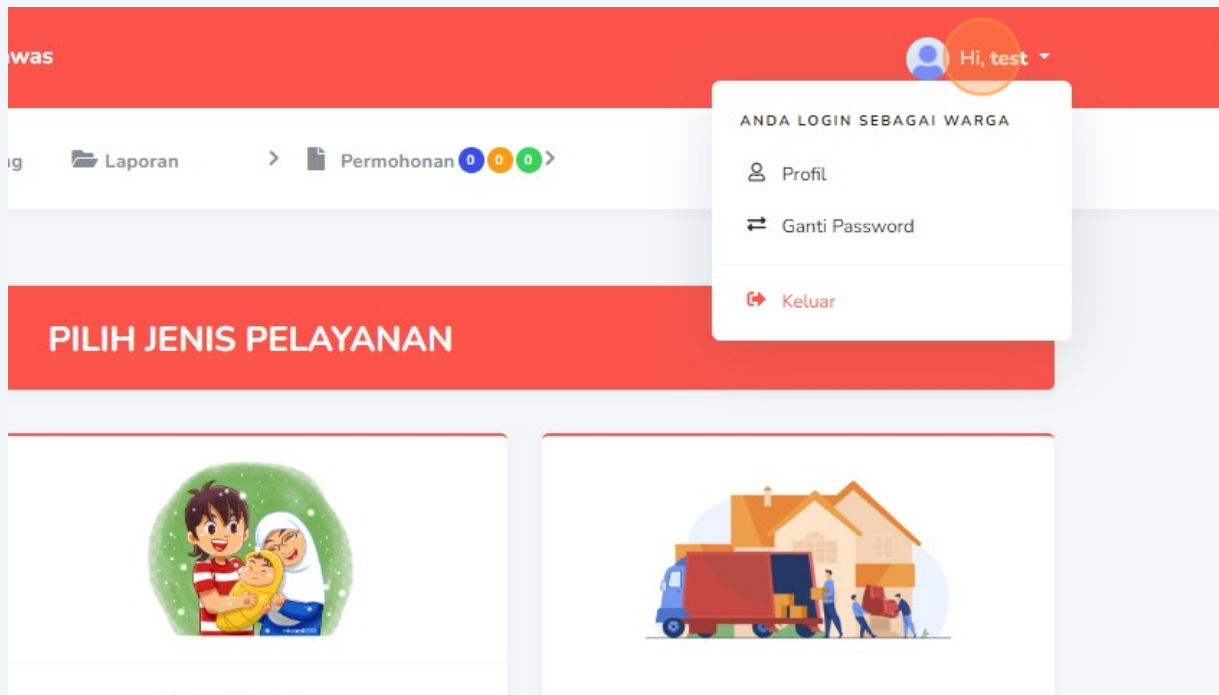 was
Hi, test
ANDA LOGIN SEBAGAI WARGA
Laporan
Permohonan 0 0 0
Profil
Ganti Password
Keluar
PILIH JENIS PELAYANAN